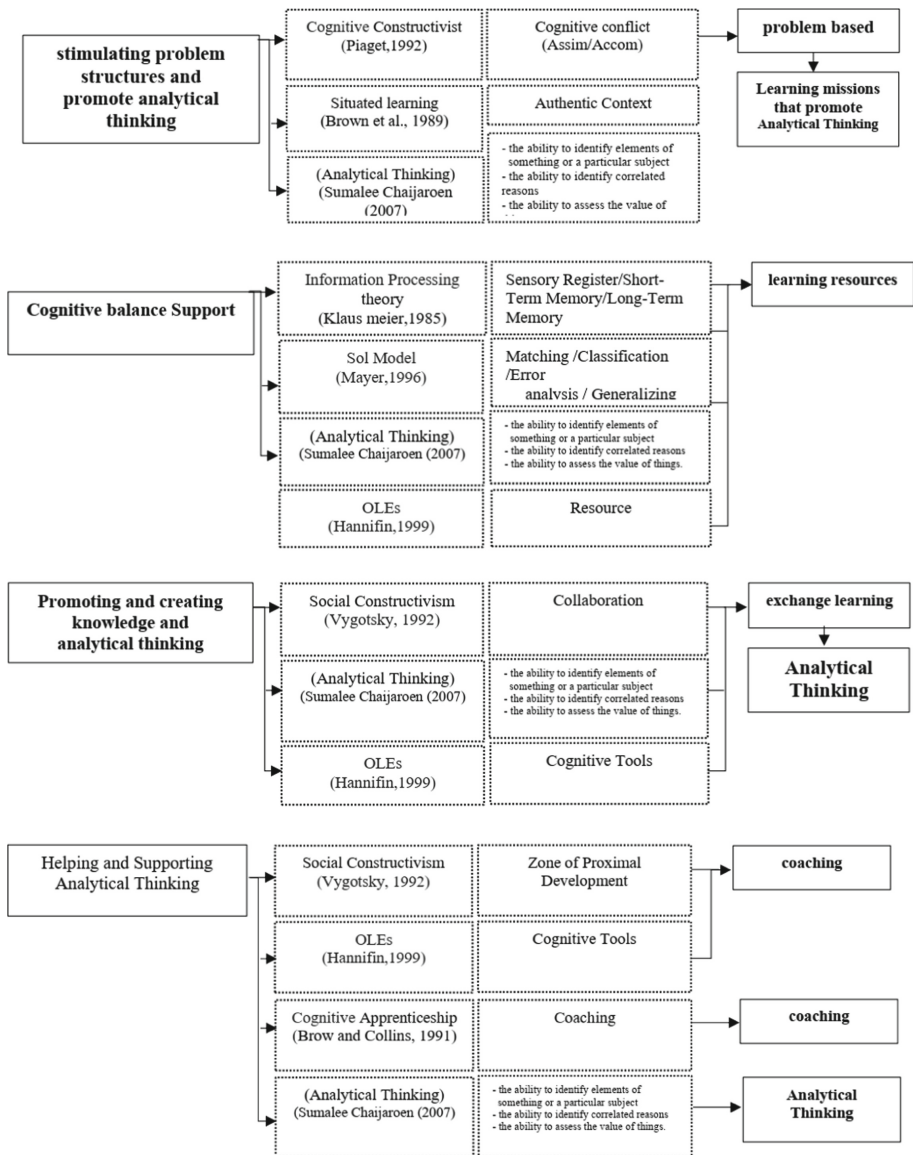 stimulating problem
structures and
promote analytical
thinking
Cognitive Constructivist
(Piaget,1992)
Cognitive conflict
(Assim/Accom)
problem based
Learning missions
that promote
Analytical Thinking
Situated learning
(Brown et al., 1989)
Authentic Context
(Analytical Thinking)
(Sumalee Chaijaroen
(2007)
- the ability to identify elements of
something or a particular subject
- the ability to identify correlated
reasons
- the ability to assess the value of
Cognitive balance Support
Information Processing
theory
(Klaus meier,1985)
Sensory Register/Short-
Term Memory/Long-Term
Memory
learning resources
Sol Model
(Mayer,1996)
Matching /Classification
/Error
analysis / Generalizing
(Analytical Thinking)
(Sumalee Chaijaroen (2007)
- the ability to identify elements of
something or a particular subject
- the ability to identify correlated reasons
- the ability to assess the value of things.
OLEs
(Hannifin,1999)
Resource
Promoting and creating
knowledge and
analytical thinking
Social Constructivism
(Vygotsky, 1992)
Collaboration
exchange learning
Analytical
Thinking
(Analytical Thinking)
(Sumalee Chaijaroen (2007)
- the ability to identify elements of
something or a particular subject
- the ability to identify correlated reasons
- the ability to assess the value of things.
OLEs
(Hannifin,1999)
Cognitive Tools
Helping and Supporting
Analytical Thinking
Social Constructivism
(Vygotsky, 1992)
Zone of Proximal
Development
coaching
OLEs
(Hannifin,1999)
Cognitive Tools
Cognitive Apprenticeship
(Brow and Collins, 1991)
Coaching
coaching
(Analytical Thinking)
(Sumalee Chaijaroen (2007)
- the ability to identify elements of
something or a particular subject
- the ability to identify correlated reasons
- the ability to assess the value of things.
Analytical
Thinking